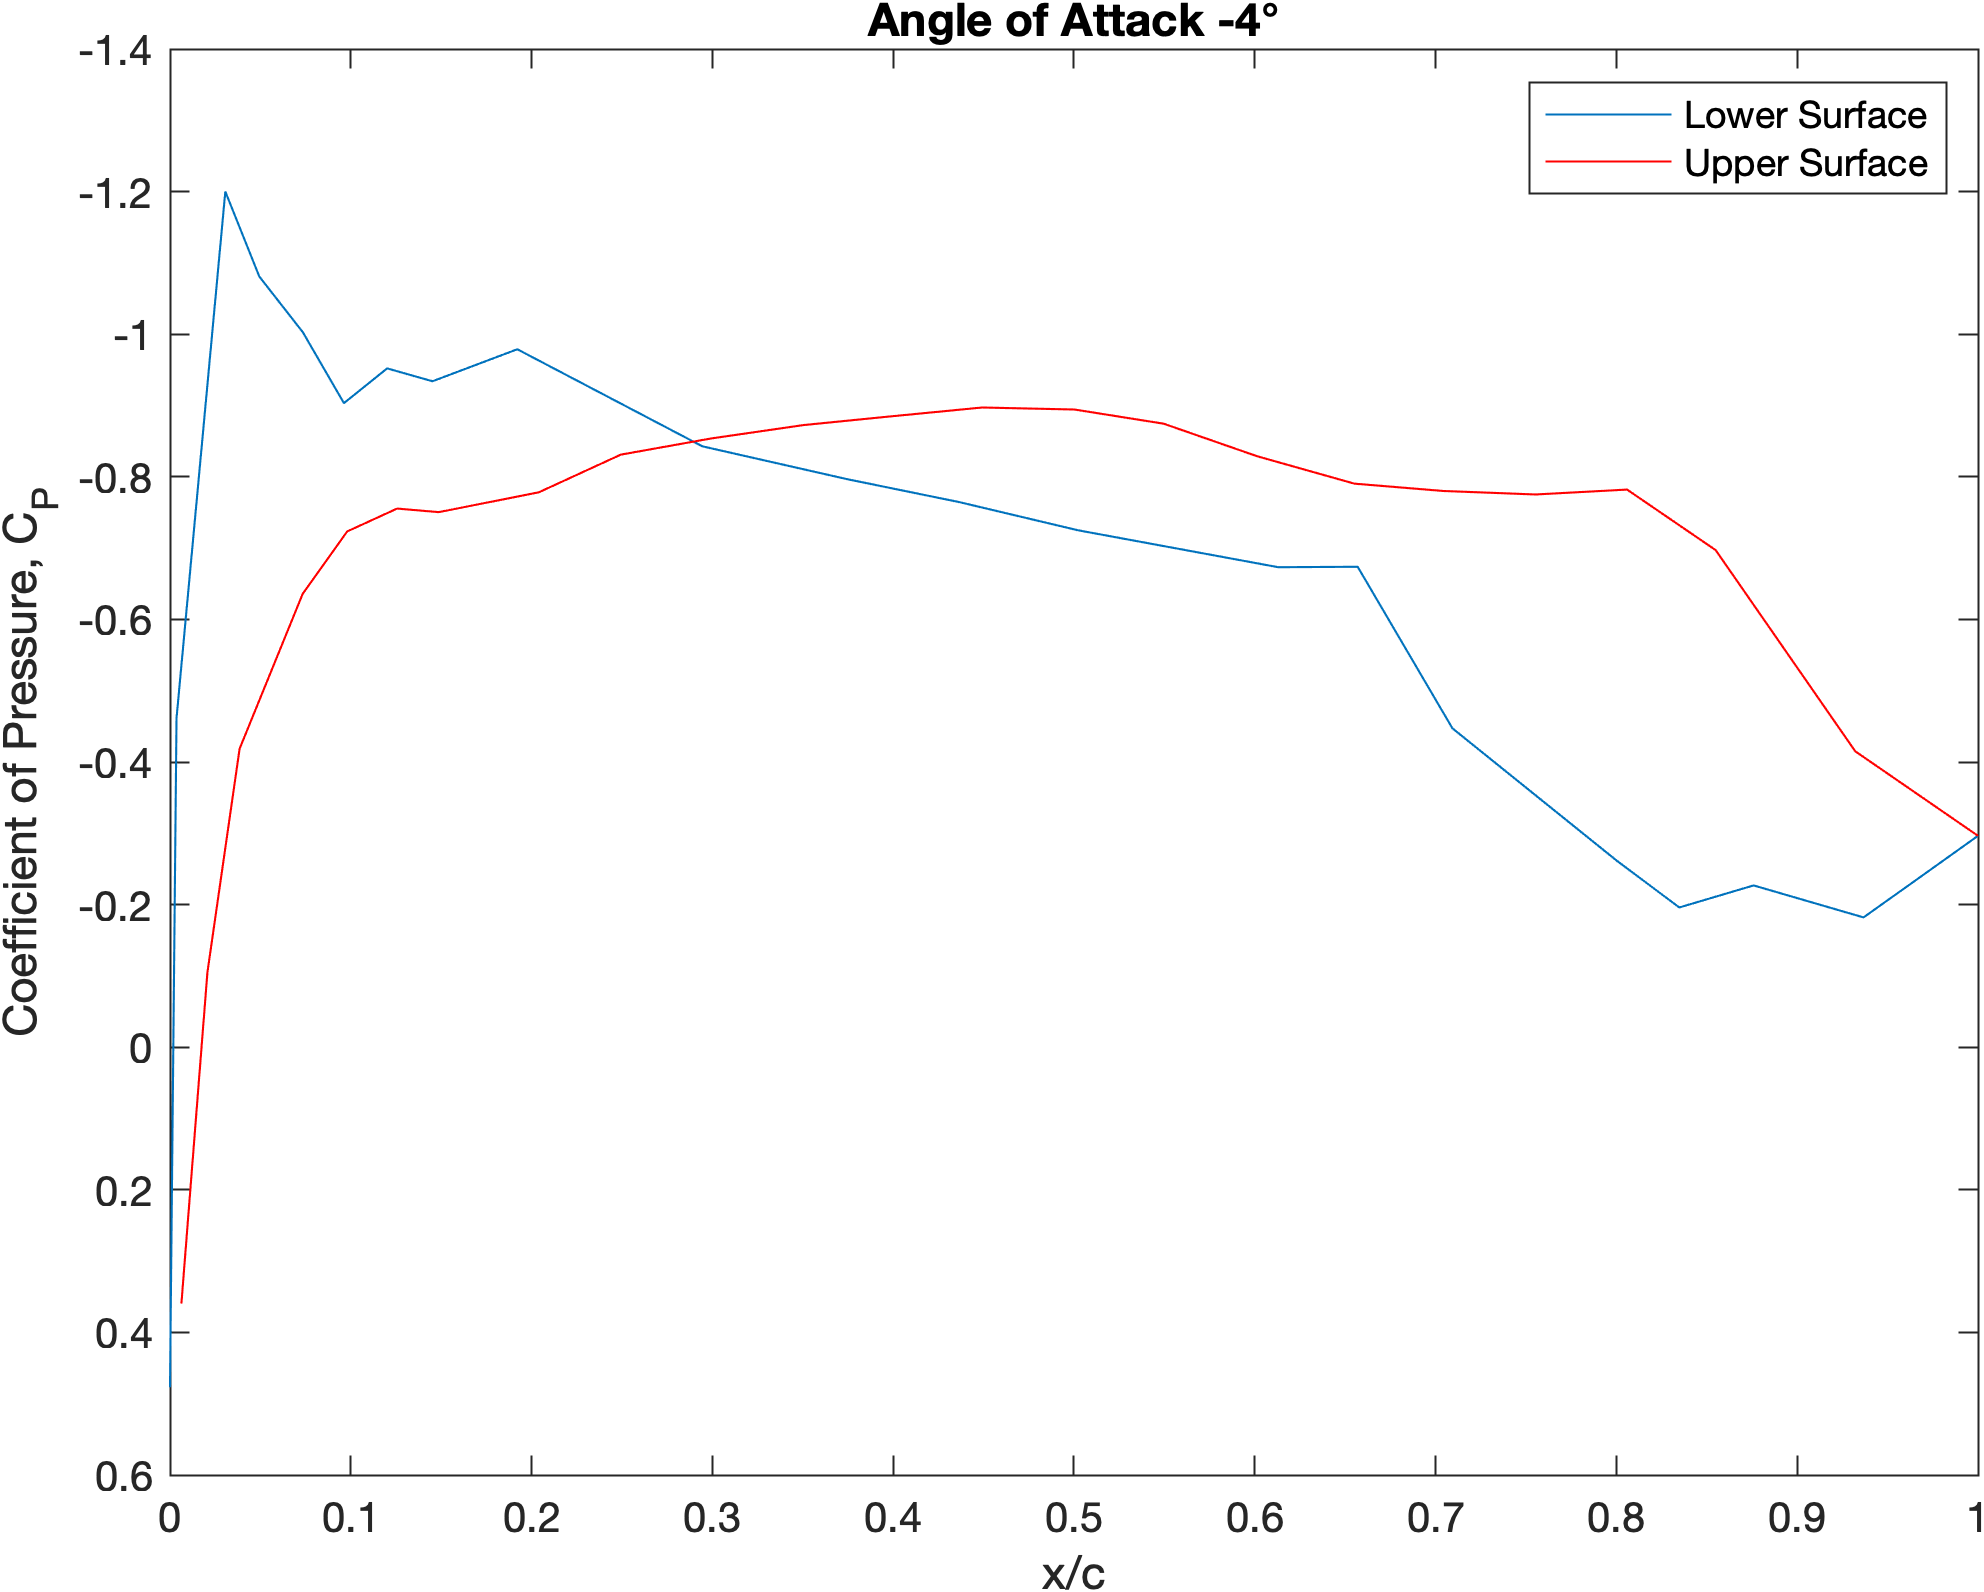 Angle of Attack -4°
-1.4
-1.2
-1
-0.8
-0.6
-0.4
-0.2
0
0.2
0.4
0.6
Coefficient of Pressure, C_P
Lower Surface
Upper Surface
0 0.1 0.2 0.3 0.4 0.5 0.6 0.7 0.8 0.9 1
x/c